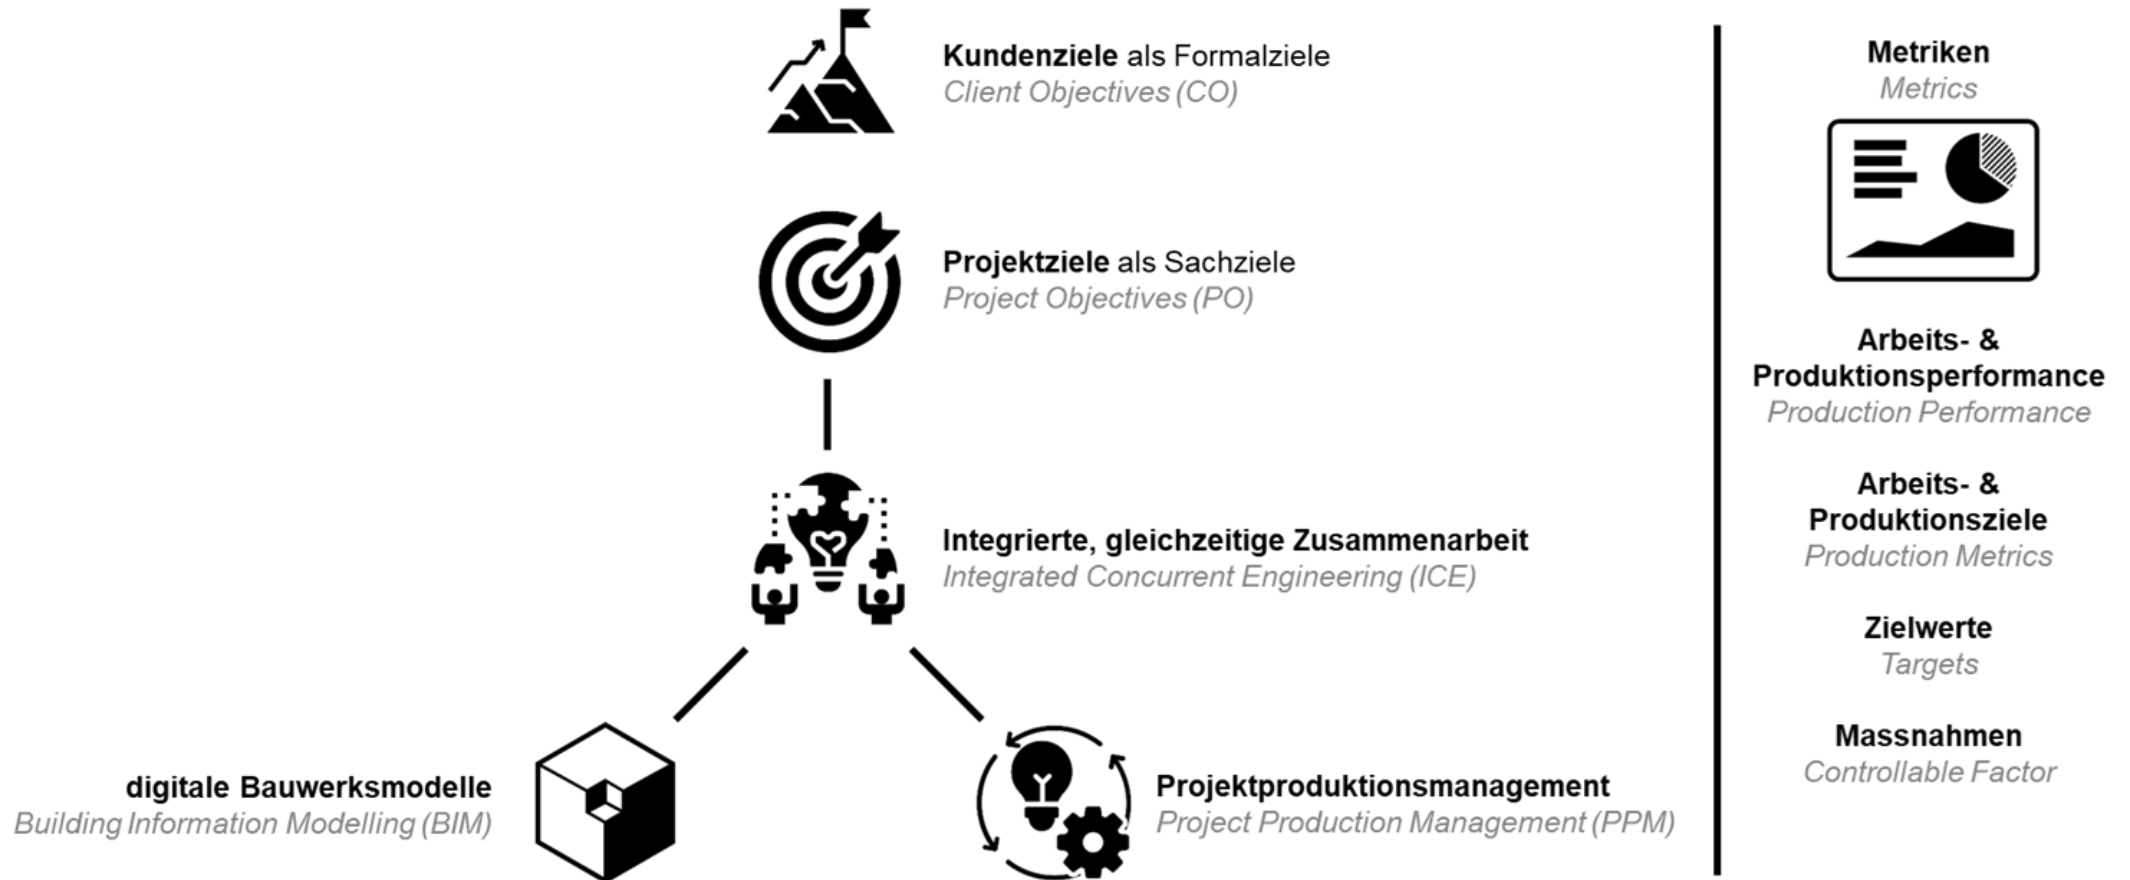 Kundenziele als Formalziele
Client Objectives (CO)
Projektziele als Sachziele
Project Objectives (PO)
Integrierte, gleichzeitige Zusammenarbeit
Integrated Concurrent Engineering (ICE)
digitale Bauwerksmodelle
Building Information Modelling (BIM)
Projektproduktionsmanagement
Project Production Management (PPM)
Metriken
Metrics
Arbeits- &
Produktionsperformance
Production Performance
Arbeits- &
Produktionsziele
Production Metrics
Zielwerte
Targets
Massnahmen
Controllable Factor